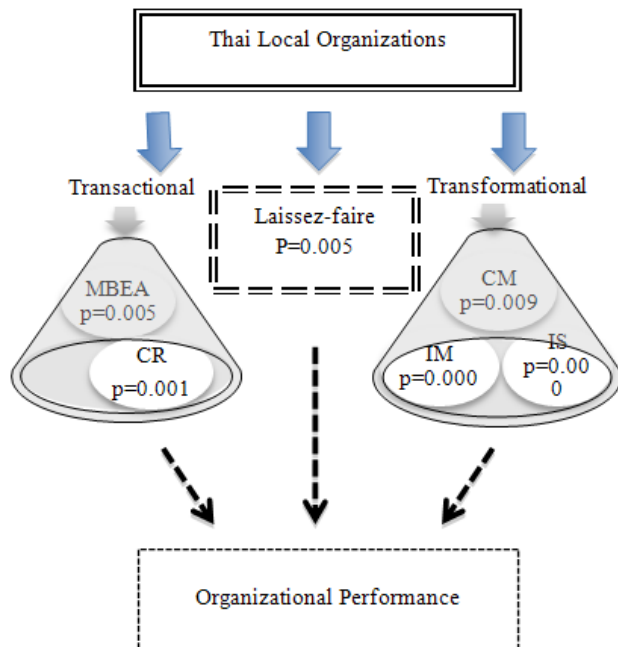 Thai Local Organizations
Transactional
Laissez-faire
P=0.005
Transformational
MBEA
p=0.005
CR
p=0.001
CM
p=0.009
IM
p=0.000
IS
p=0.00
0
Organizational Performance